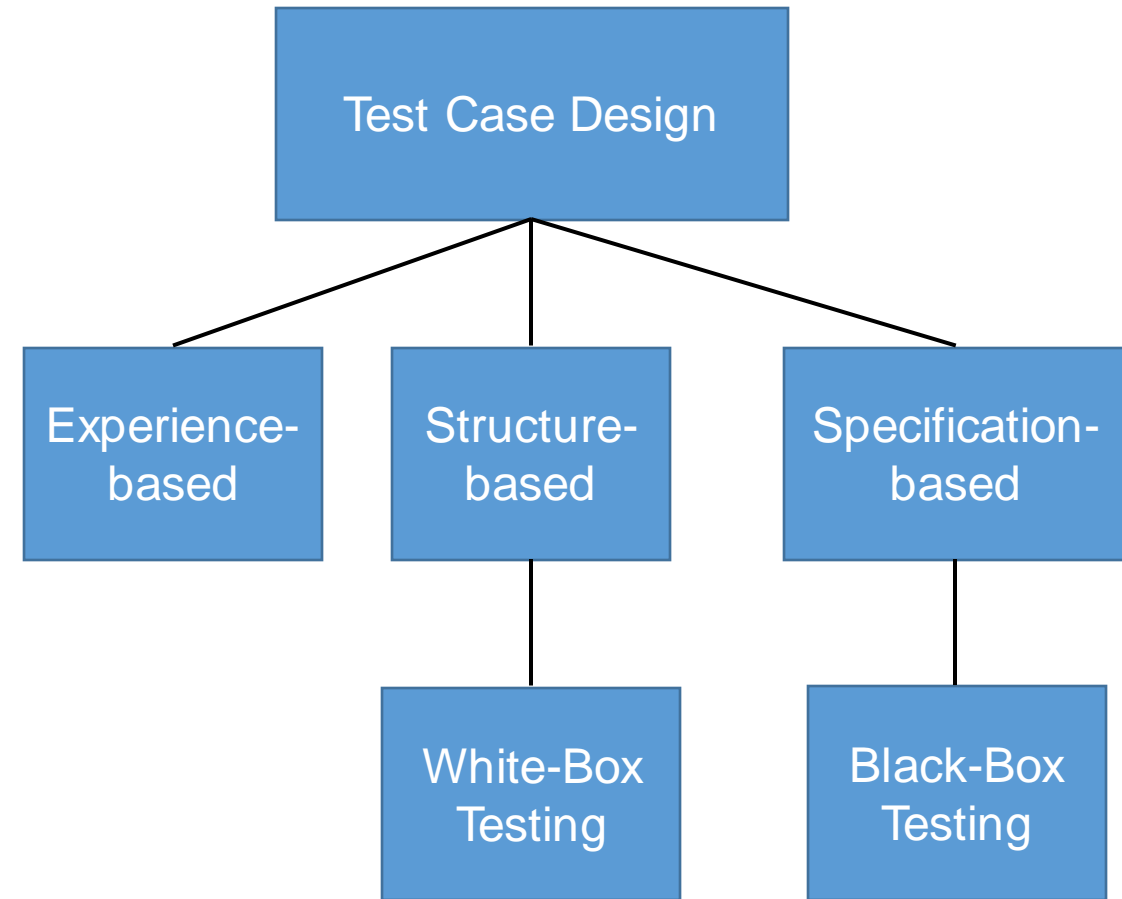 Test Case Design
Experience-
based
Structure-
based
Specification-
based
White-Box
Testing
Black-Box
Testing